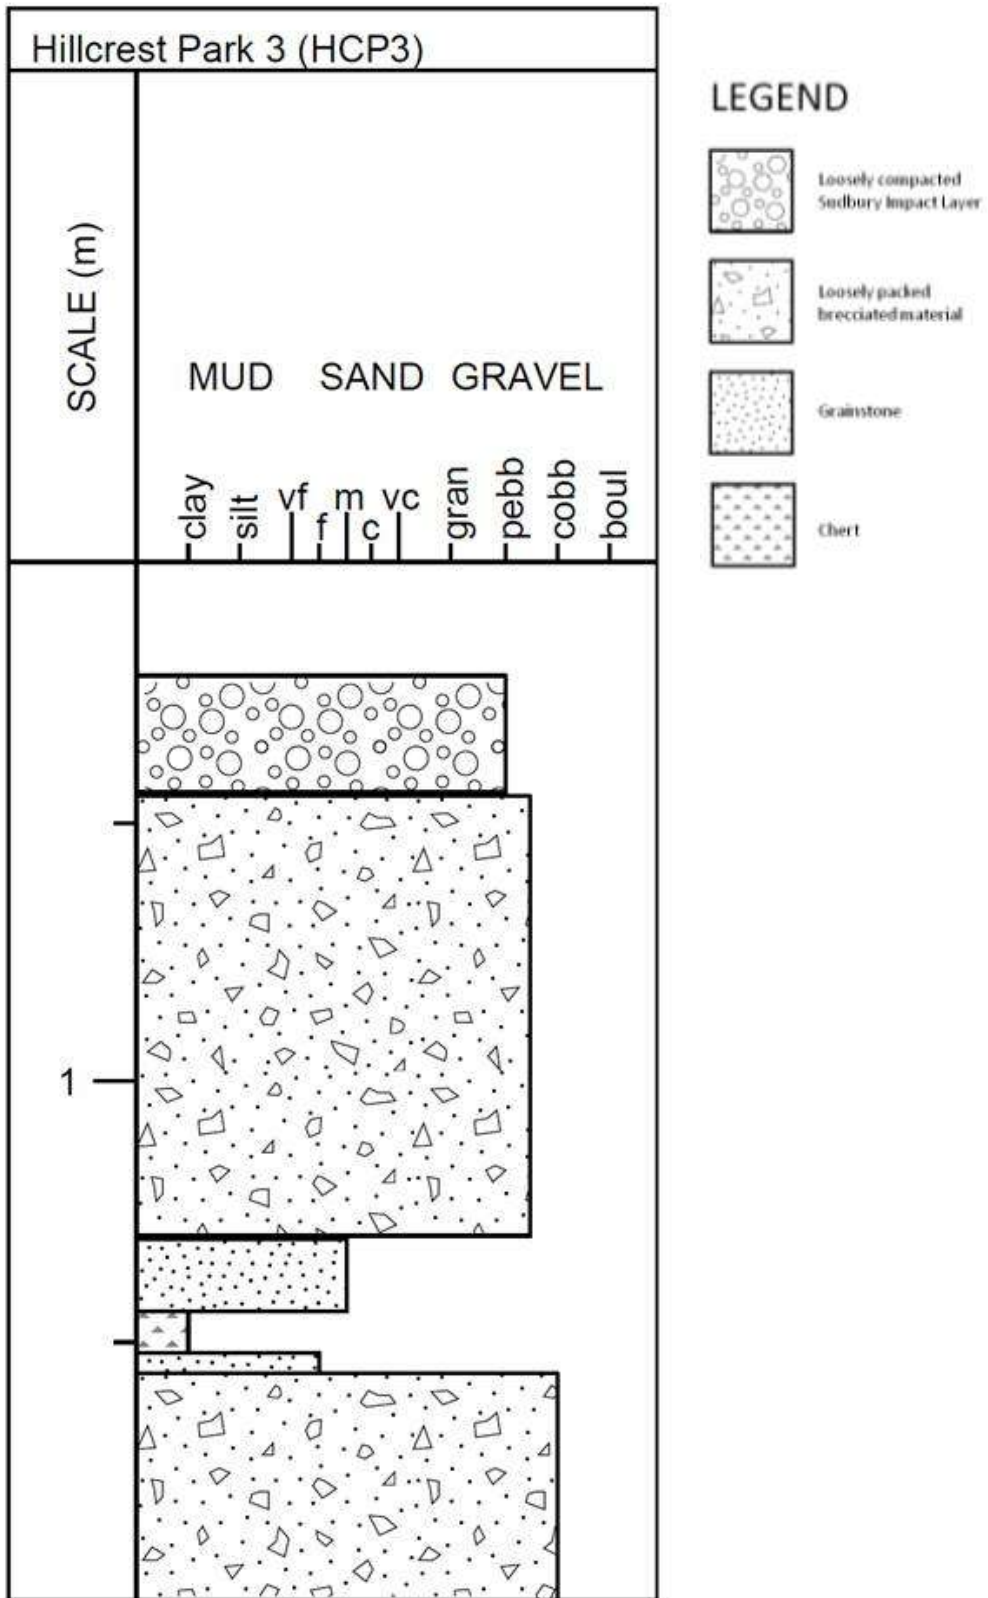 Hillcrest Park 3 (HCP3)
SCALE (m)
MUD SAND GRAVEL
clay silt vf f m c vc gran pebb cobb boul
1
LEGEND
Loosely compacted
Sudbury Impact Layer
Loosely packed
brecciated material
Grainstone
Chert